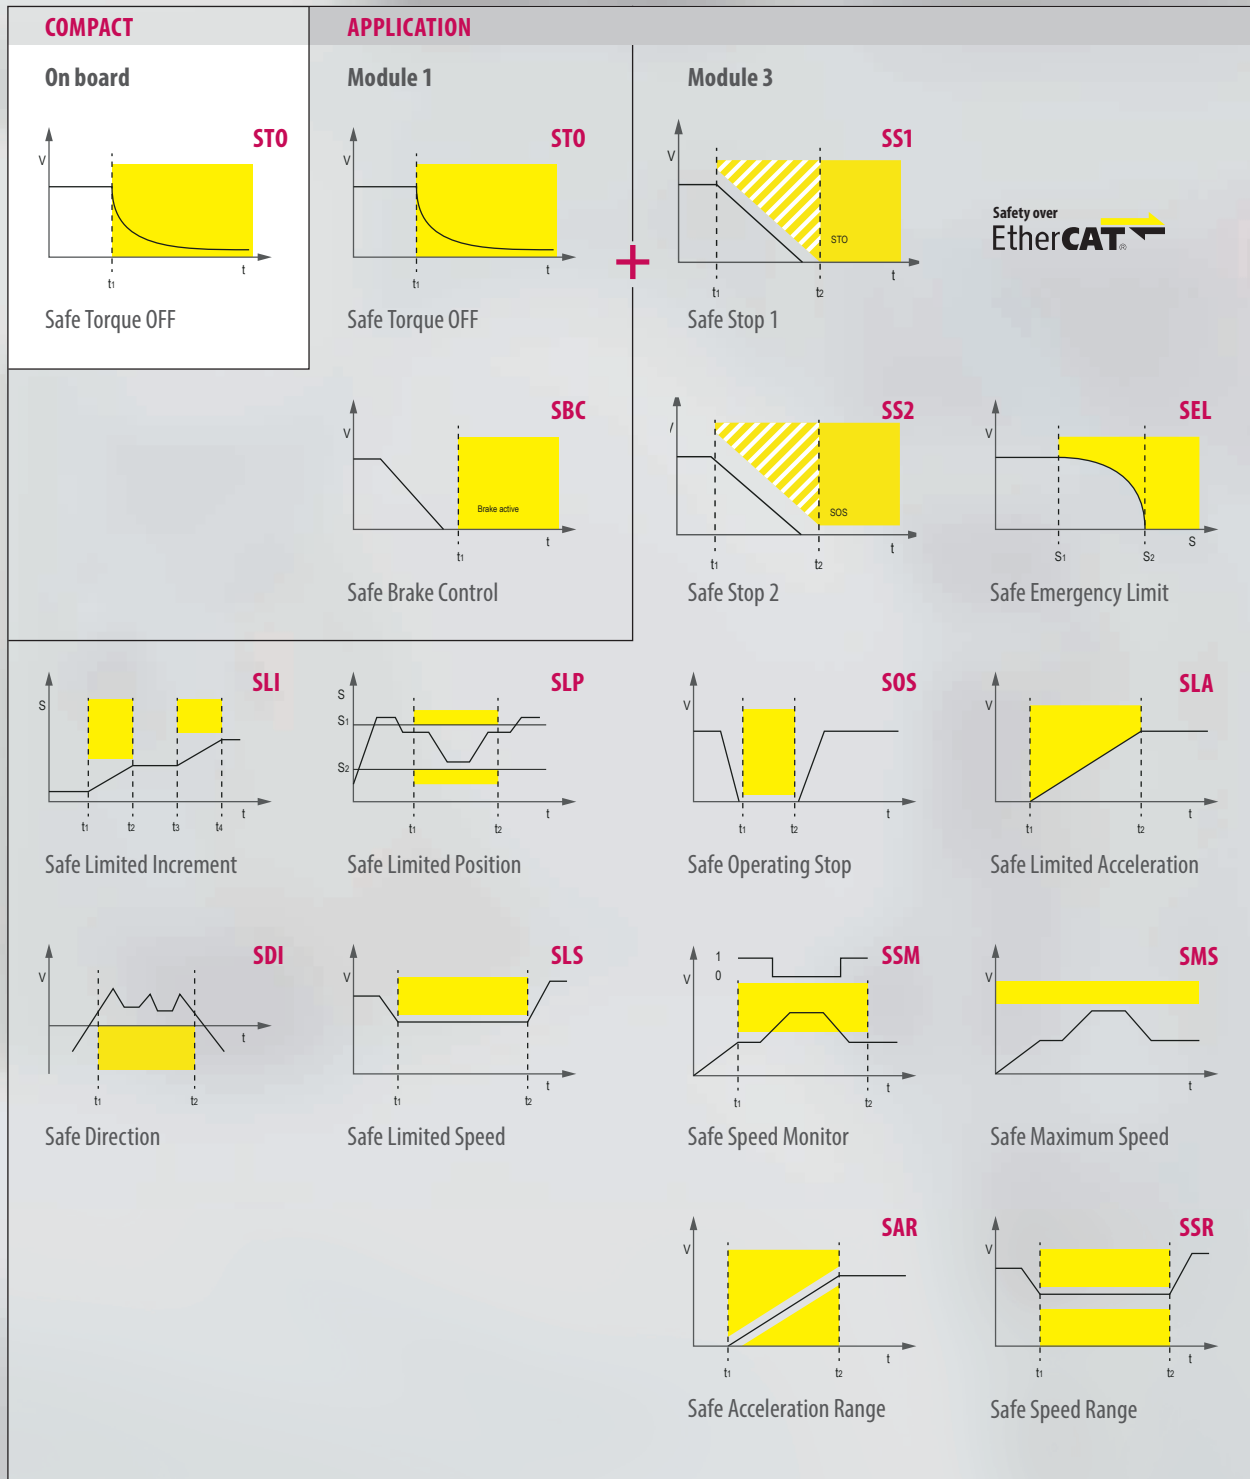 COMPACT
APPLICATION
On board
Module 1
Module 3
STO
V
t
t1
Safe Torque OFF
STO
V
t
t1
Safe Torque OFF
+
SS1
V
STO
t
t1
t2
Safe Stop 1
Safety over
EtherCAT®
SBC
V
Brake active
t
t1
Safe Brake Control
SS2
V
SOS
t
t1
t2
Safe Stop 2
SEL
V
S
S1
S2
Safe Emergency Limit
SLI
S
t
t1
t2
t3
t4
Safe Limited Increment
SLP
S
S1
S2
t
t1
t2
Safe Limited Position
SOS
V
t
t1
t2
Safe Operating Stop
SLA
V
t
t1
t2
Safe Limited Acceleration
SDI
V
t
t1
t2
Safe Direction
SLS
V
t
t1
t2
Safe Limited Speed
SSM
1
0
V
t
t1
t2
Safe Speed Monitor
SMS
V
t
Safe Maximum Speed
SAR
V
t
t1
t2
Safe Acceleration Range
SSR
V
t
t1
t2
Safe Speed Range